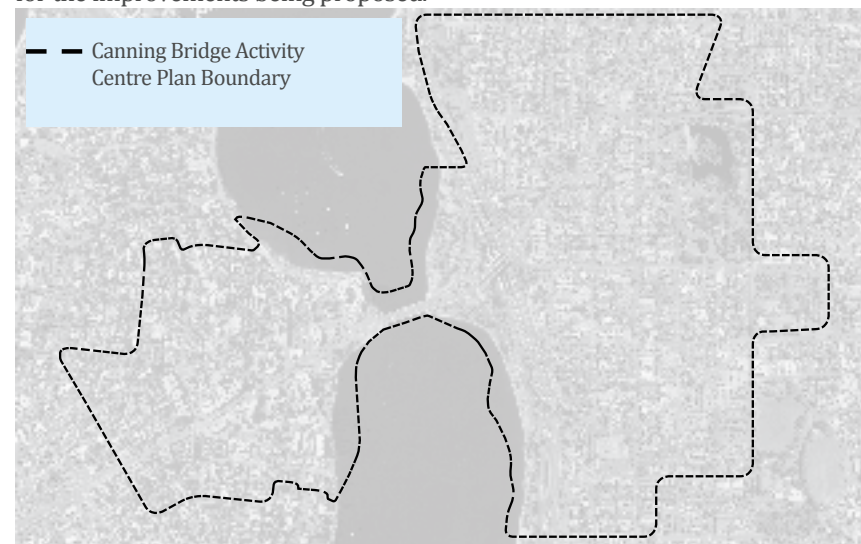 for the improvements being proposed.
Canning Bridge Activity
Centre Plan Boundary